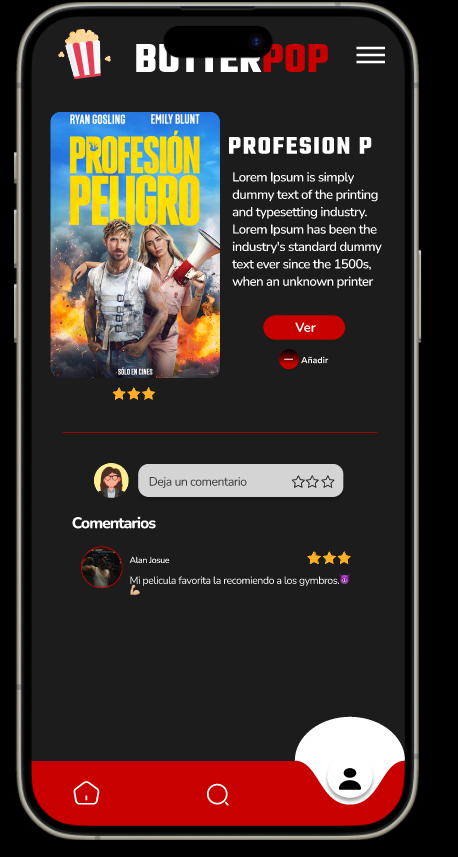 BUTTERPOP
RYAN GOSLING EMILY BLUNT
PROFESIÓN
PELIGRO
SÓLO EN CINES
PROFESION P
Lorem Ipsum is simply
dummy text of the printing
and typesetting industry.
Lorem Ipsum has been the
industry's standard dummy
text ever since the 1500s,
when an unknown printer
Ver
Añadir
Deja un comentario
Comentarios
Alan Josue
Mi pelicula favorita la recomiendo a los gymbros.😈
💪🏼